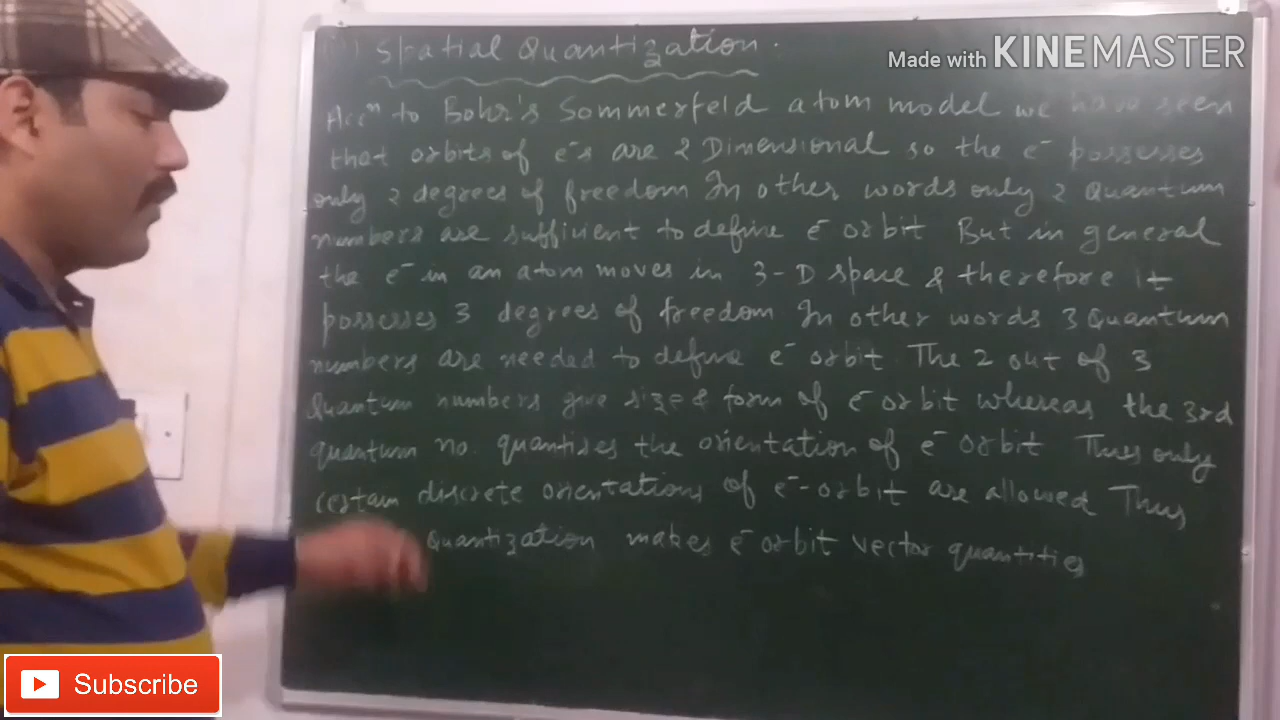 Spatial Quantization.
Made with KINEMASTER
Accn to Bohr's Sommerfeld atom model we have seen
that orbits of e-s are 2 Dimensional so the e- possesses
only 2 degrees of freedom In other words only 2 Quantum
numbers are sufficient to define e- orbit But in general
the e- in an atom moves in 3-D space & therefore it
possesses 3 degrees of freedom In other words 3 Quantum
numbers are needed to define e- orbit. The 2 out of 3
Quantum numbers give size & form of e- orbit whereas the 3rd
quantum no. quantises the orientation of e- orbit Thus only
certain discrete orientations of e--orbit are allowed Thus
Quantization makes e- orbit vector quantities
Subscribe